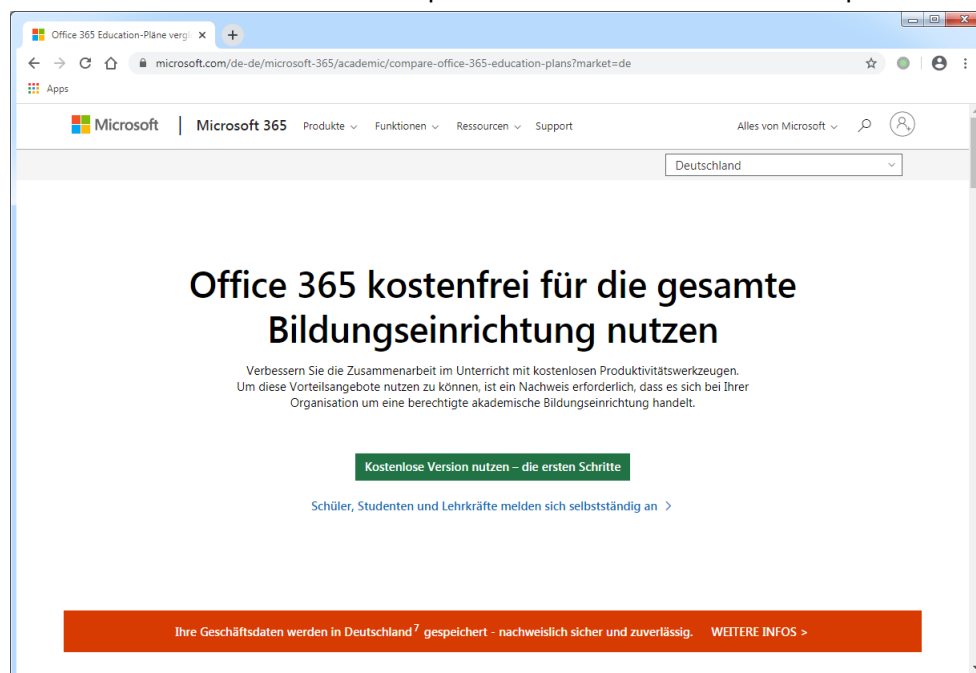 Office 365 Education-Pläne vergl
microsoft.com/de-de/microsoft-365/academic/compare-office-365-education-plans?market=de
Apps
Microsoft Microsoft 365 Produkte Funktionen Ressourcen Support Alles von Microsoft
Deutschland
Office 365 kostenfrei für die gesamte
Bildungseinrichtung nutzen
Verbessern Sie die Zusammenarbeit im Unterricht mit kostenlosen Produktivitätswerkzeugen.
Um diese Vorteilsangebote nutzen zu können, ist ein Nachweis erforderlich, dass es sich bei Ihrer
Organisation um eine berechtigte akademische Bildungseinrichtung handelt.
Kostenlose Version nutzen – die ersten Schritte
Schüler, Studenten und Lehrkräfte melden sich selbstständig an >
Ihre Geschäftsdaten werden in Deutschland⁷ gespeichert - nachweislich sicher und zuverlässig. WEITERE INFOS >